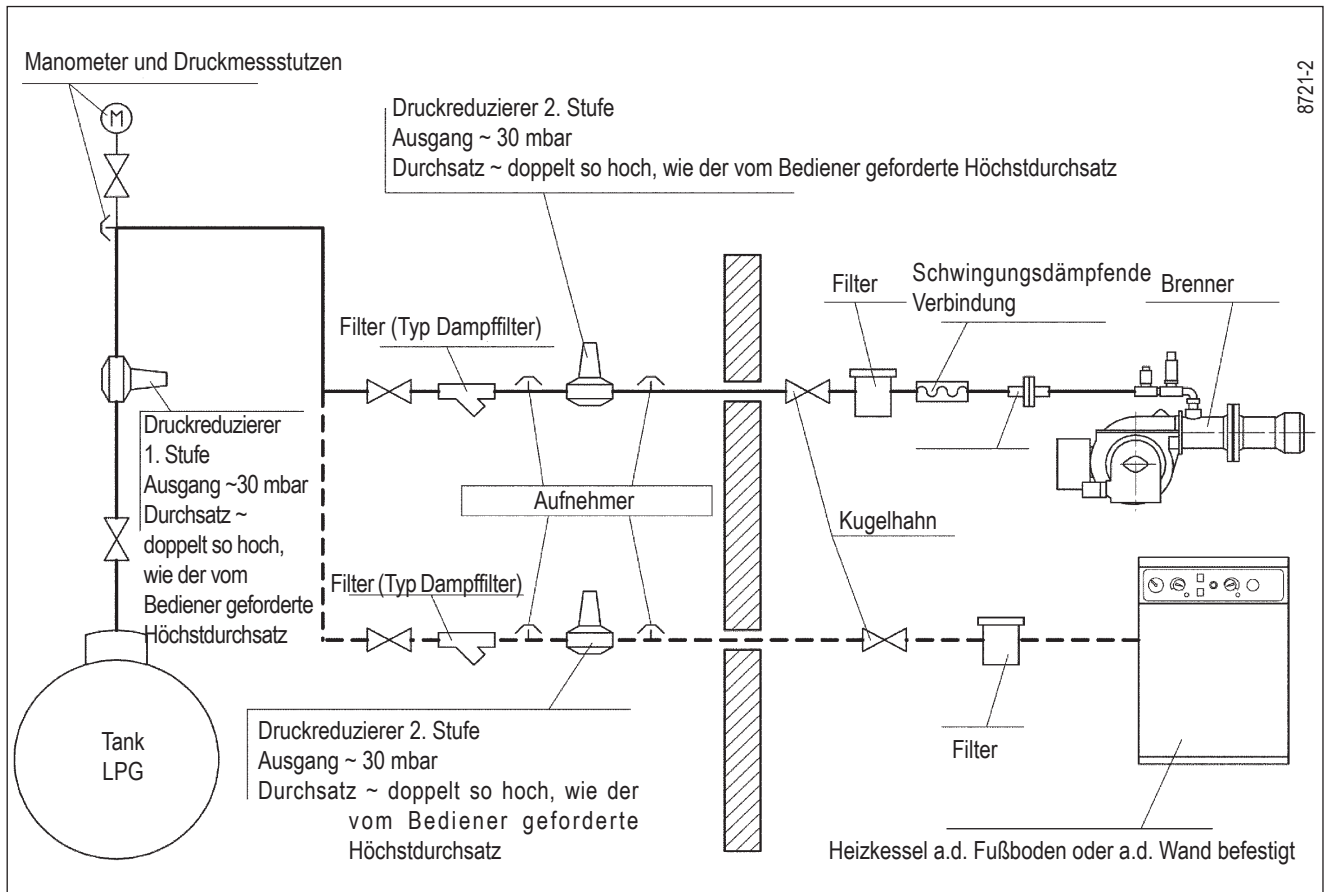 Manometer und Druckmessstutzen
M
8721-2
Druckreduzierer 2. Stufe
Ausgang ~ 30 mbar
Durchsatz ~ doppelt so hoch, wie der vom Bediener geforderte Höchstdurchsatz
Filter (Typ Dampffilter)
Filter
Schwingungsdämpfende
Verbindung
Brenner
Druckreduzierer
1. Stufe
Ausgang ~30 mbar
Durchsatz ~
doppelt so hoch,
wie der vom
Bediener geforderte
Höchstdurchsatz
Aufnehmer
Kugelhahn
Filter (Typ Dampffilter)
Tank
LPG
Druckreduzierer 2. Stufe
Ausgang ~ 30 mbar
Durchsatz ~ doppelt so hoch, wie der
vom Bediener geforderte
Höchstdurchsatz
Filter
Heizkessel a.d. Fußboden oder a.d. Wand befestigt